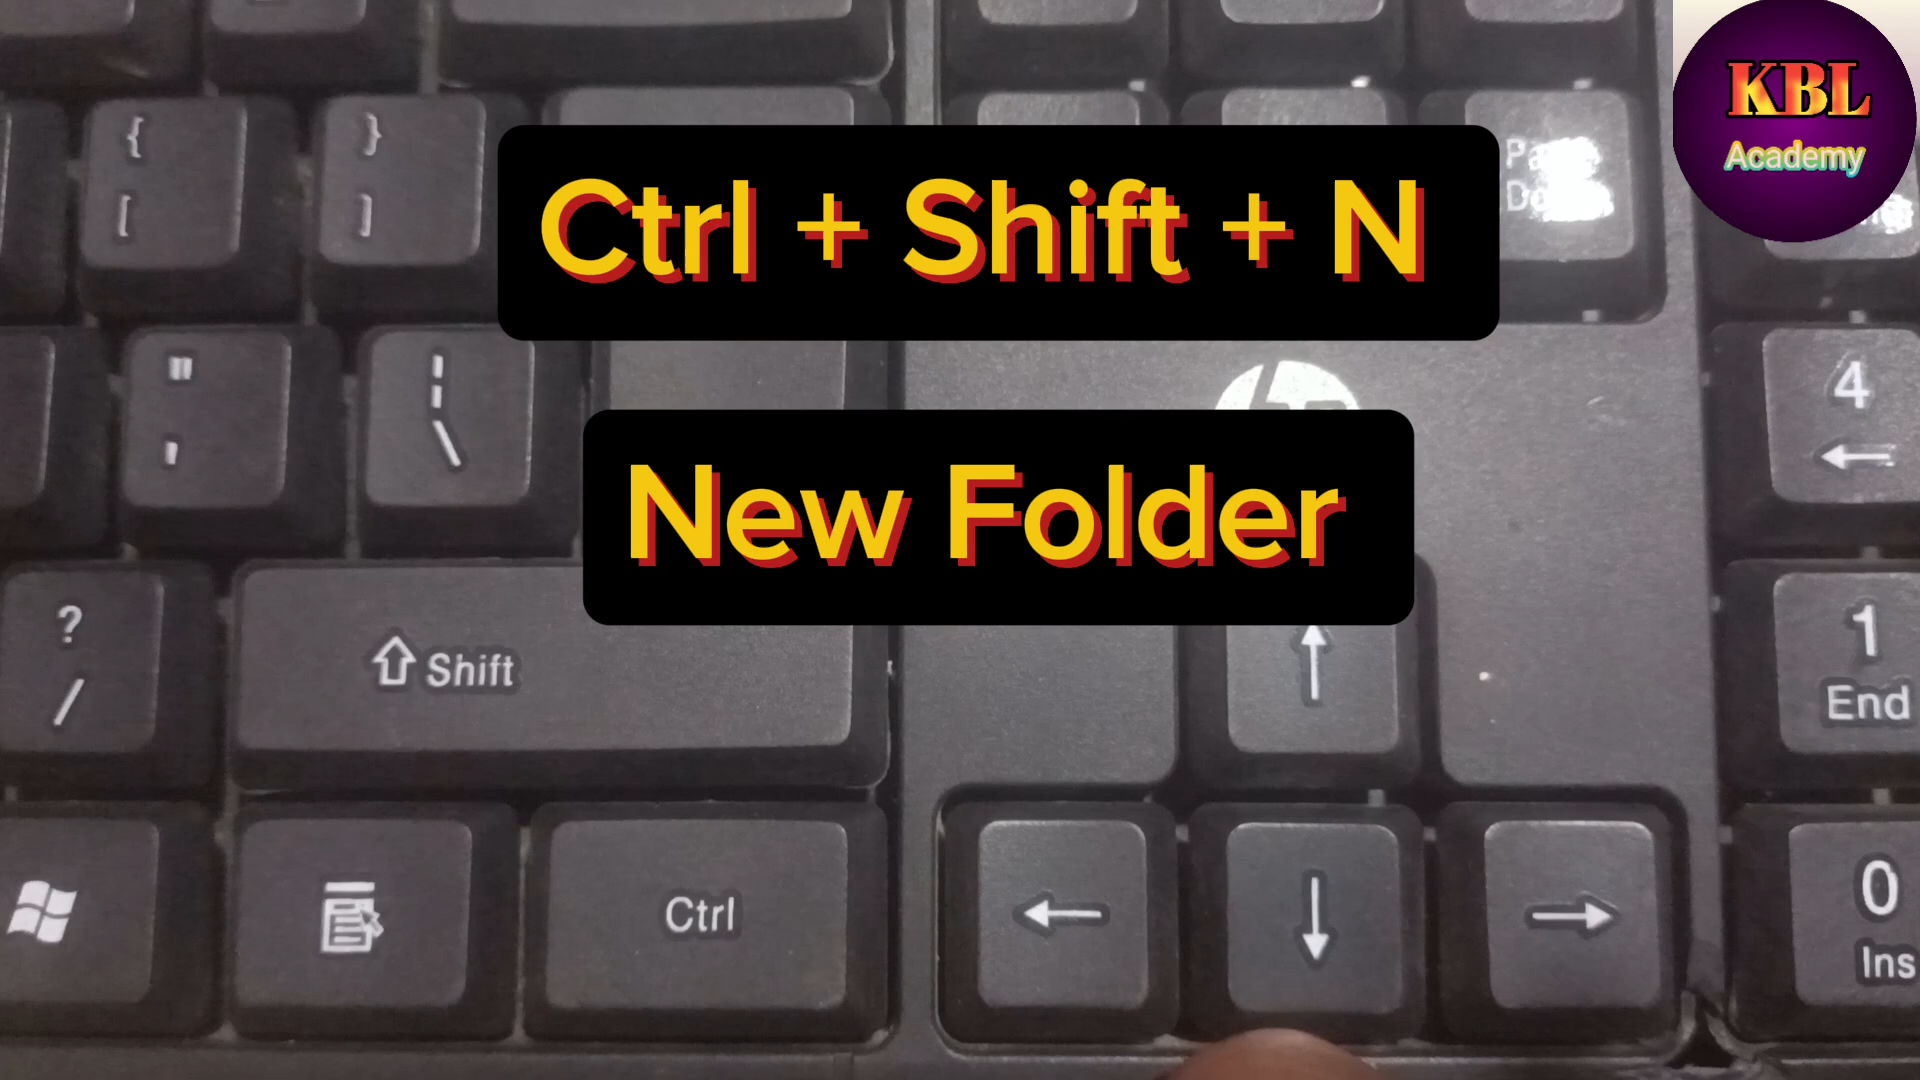 KBL
Academy
{
[
}
]
Ctrl + Shift + N
"
'
¦
\
4
←
New Folder
?
/
⇧ Shift
↑
1
End
Ctrl
←
↓
→
0
Ins